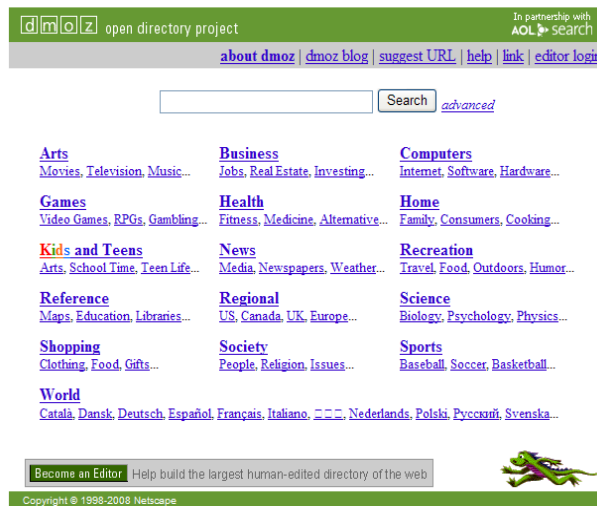 dmoz open directory project
In partnership with
AOL search
about dmoz | dmoz blog | suggest URL | help | link | editor login
Search advanced
Arts Business Computers
Movies, Television, Music... Jobs, Real Estate, Investing... Internet, Software, Hardware...
Games Health Home
Video Games, RPGs, Gambling... Fitness, Medicine, Alternative... Family, Consumers, Cooking...
Kids and Teens News Recreation
Arts, School Time, Teen Life... Media, Newspapers, Weather... Travel, Food, Outdoors, Humor...
Reference Regional Science
Maps, Education, Libraries... US, Canada, UK, Europe... Biology, Psychology, Physics...
Shopping Society Sports
Clothing, Food, Gifts... People, Religion, Issues... Baseball, Soccer, Basketball...
World
Català, Dansk, Deutsch, Español, Français, Italiano, □□□, Nederlands, Polski, Русский, Svenska...
Become an Editor Help build the largest human-edited directory of the web
Copyright © 1998-2008 Netscape